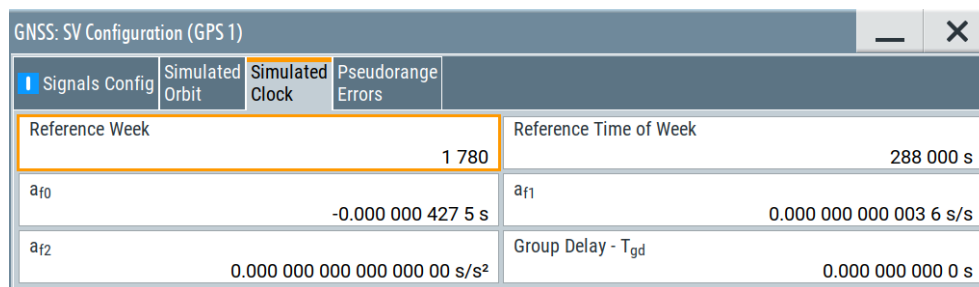 GNSS: SV Configuration (GPS 1)
Signals Config
Simulated Orbit
Simulated Clock
Pseudorange Errors
Reference Week
1 780
Reference Time of Week
288 000 s
af0
-0.000 000 427 5 s
af1
0.000 000 000 003 6 s/s
af2
0.000 000 000 000 000 00 s/s²
Group Delay - Tgd
0.000 000 000 0 s